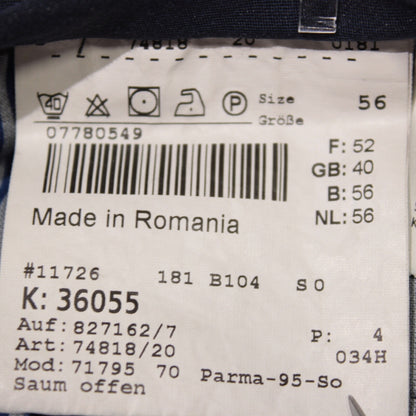 74818 20 0181
40 P Size 56
Größe
07780549
F: 52
GB: 40
B: 56
NL: 56
Made in Romania
#11726 181 B104 S0
K: 36055
Auf: 827162/7 P: 4
Art: 74818/20 034H
Mod: 71795 70 Parma-95-So
Saum offen